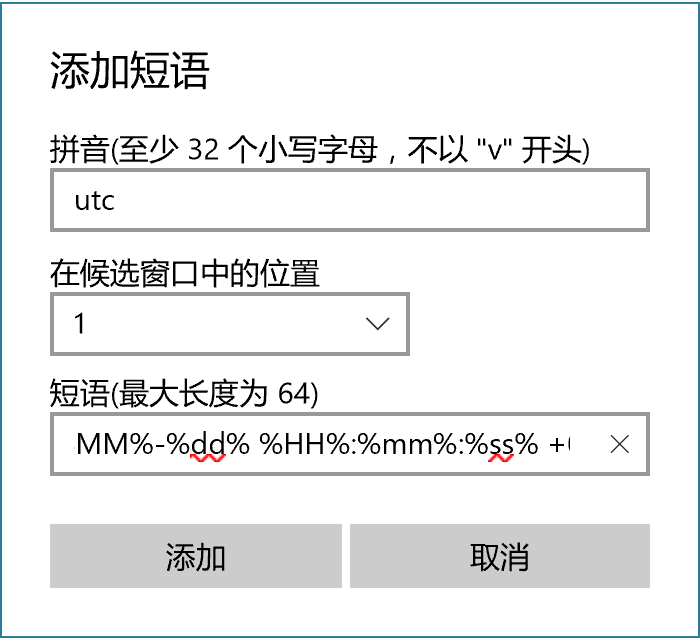 添加短语
拼音(至少 32 个小写字母，不以 "v" 开头)
utc
在候选窗口中的位置
1
短语(最大长度为 64)
MM%-%dd% %HH%:%mm%:%ss% +
添加
取消